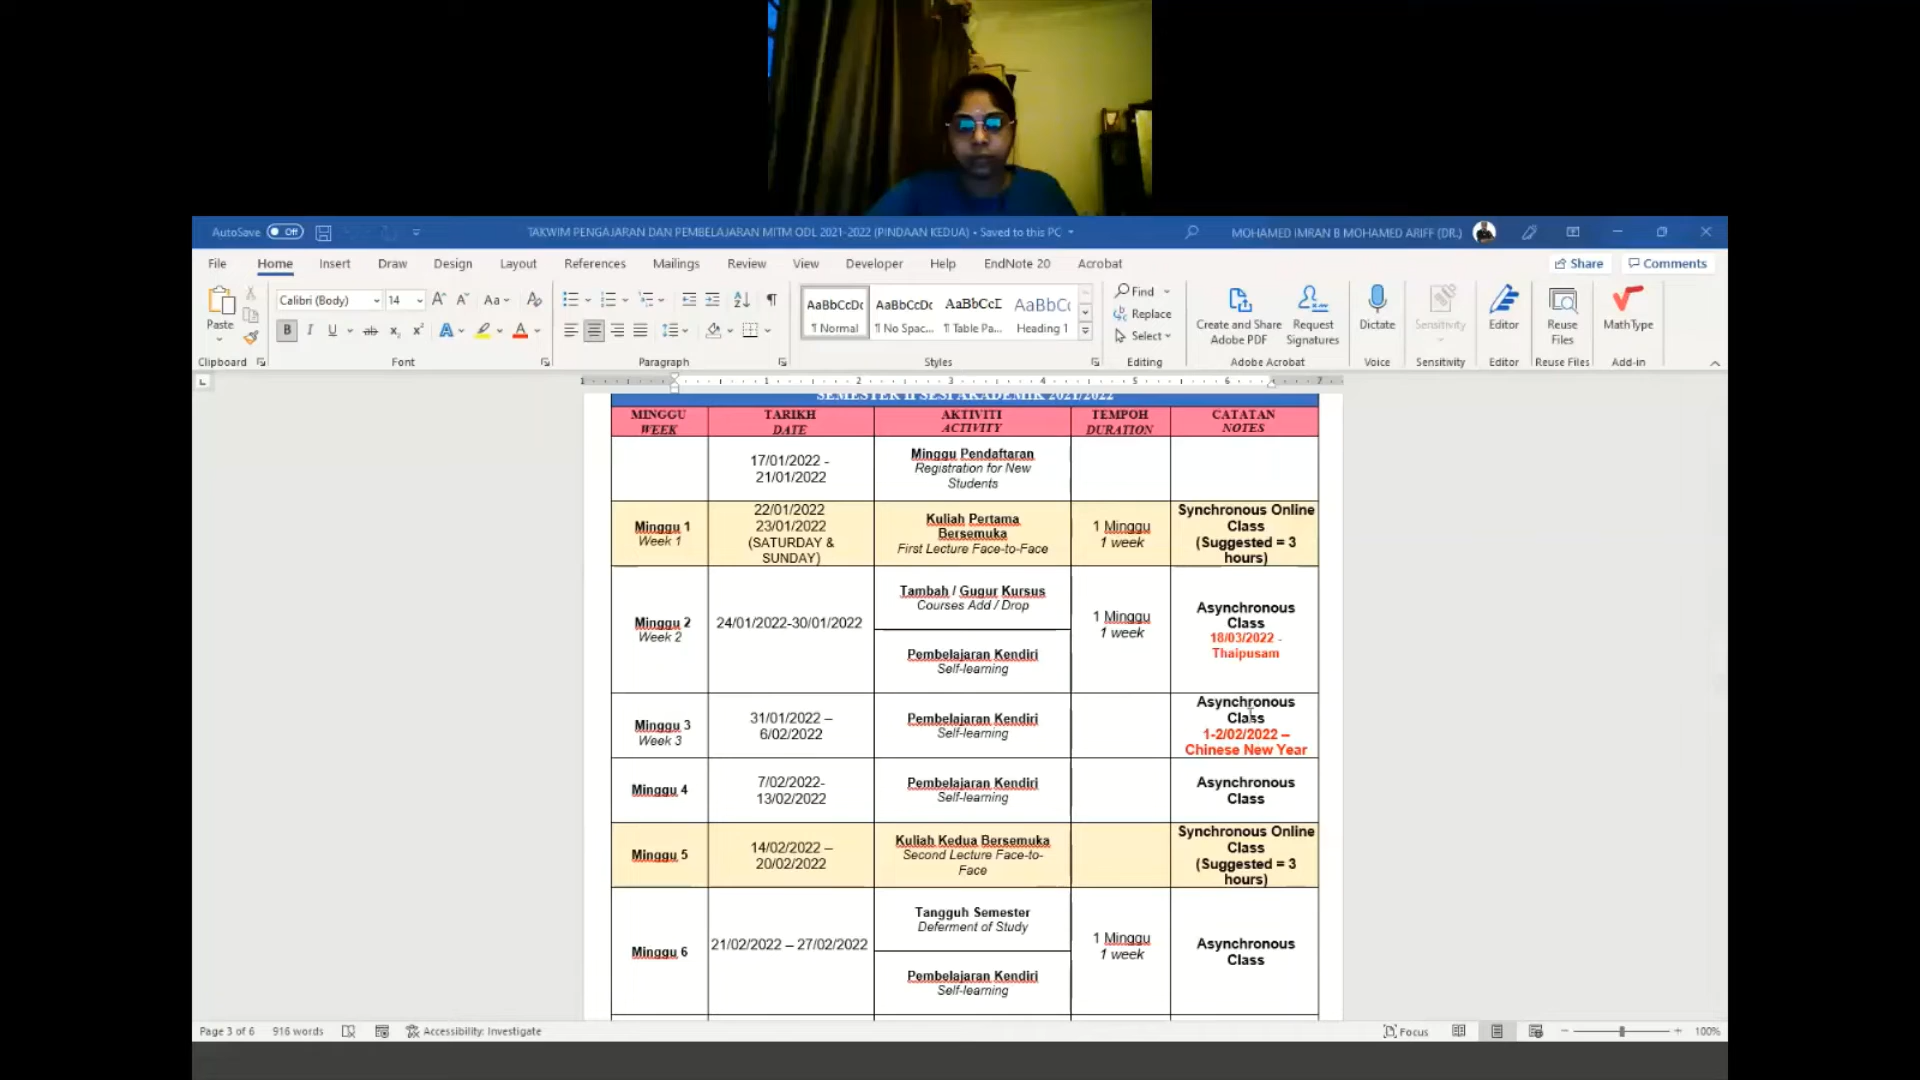 AutoSave Off
TAKWIM PENGAJARAN DAN PEMBELAJARAN MITM ODL 2021-2022 (PINDAAN KEDUA) • Saved to this PC
MOHAMED IMRAN B MOHAMED ARIFF (DR.)
File Home Insert Draw Design Layout References Mailings Review View Developer Help EndNote 20 Acrobat
Share Comments
Paste
Calibri (Body) 14
AaBbCcDc AaBbCcDc AaBbCcI AaBbCc
¶ Normal ¶ No Spac... ¶ Table Pa... Heading 1
Find
Replace
Select
Create and Share Adobe PDF
Request Signatures
Dictate
Sensitivity
Editor
Reuse Files
MathType
Clipboard Font Paragraph Styles Editing Adobe Acrobat Voice Sensitivity Editor Reuse Files Add-in
SEMESTER II SESI AKADEMIK 2021/2022
MINGGU TARIKH AKTIVITI TEMPOH CATATAN
WEEK DATE ACTIVITY DURATION NOTES
17/01/2022 -
21/01/2022
Minggu Pendaftaran
Registration for New
Students
Minggu 1
Week 1
22/01/2022
23/01/2022
(SATURDAY &
SUNDAY)
Kuliah Pertama
Bersemuka
First Lecture Face-to-Face
1 Minggu
1 week
Synchronous Online
Class
(Suggested = 3
hours)
Minggu 2
Week 2
24/01/2022-30/01/2022
Tambah / Gugur Kursus
Courses Add / Drop
Pembelajaran Kendiri
Self-learning
1 Minggu
1 week
Asynchronous
Class
18/03/2022 -
Thaipusam
Minggu 3
Week 3
31/01/2022 –
6/02/2022
Pembelajaran Kendiri
Self-learning
Asynchronous
Class
1-2/02/2022 –
Chinese New Year
Minggu 4
7/02/2022-
13/02/2022
Pembelajaran Kendiri
Self-learning
Asynchronous
Class
Minggu 5
14/02/2022 –
20/02/2022
Kuliah Kedua Bersemuka
Second Lecture Face-to-
Face
Synchronous Online
Class
(Suggested = 3
hours)
Minggu 6
21/02/2022 – 27/02/2022
Tangguh Semester
Deferment of Study
Pembelajaran Kendiri
Self-learning
1 Minggu
1 week
Asynchronous
Class
Page 3 of 6 916 words Accessibility: Investigate
Focus 100%